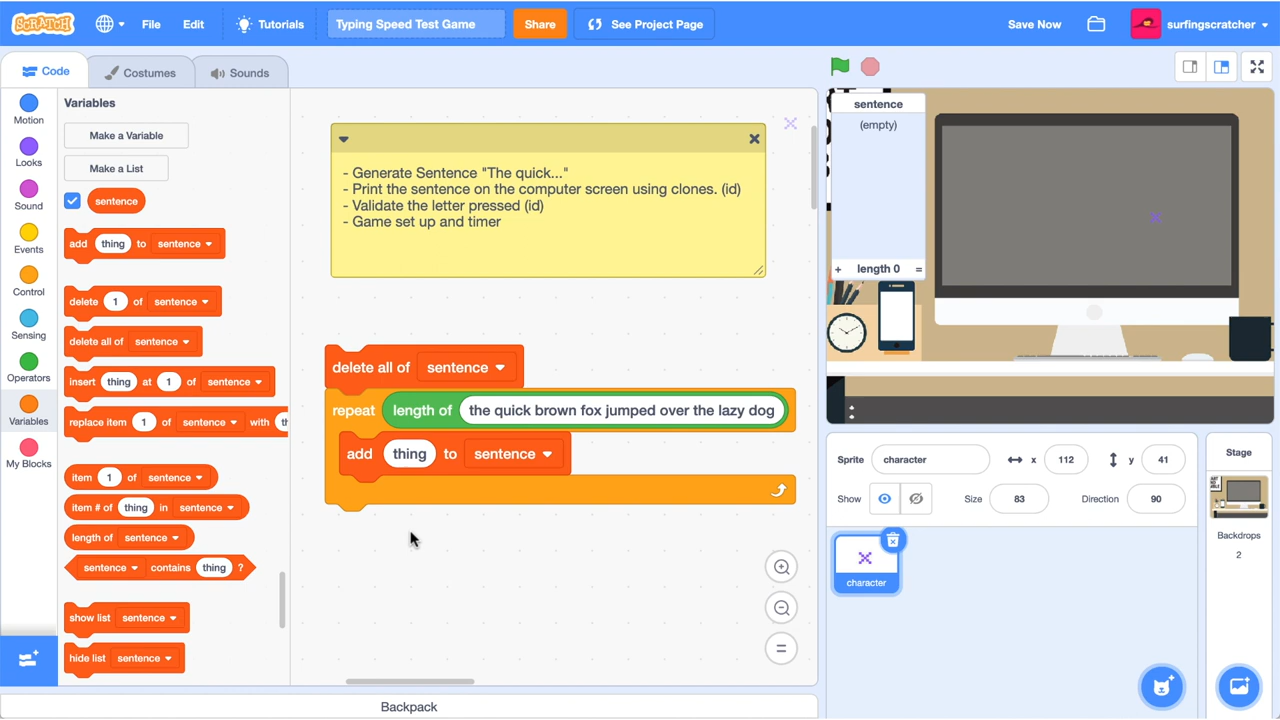 SCRATCH
File
Edit
Tutorials
Typing Speed Test Game
Share
See Project Page
Save Now
surfingscratcher
Code
Costumes
Sounds
Motion
Looks
Sound
Events
Control
Sensing
Operators
Variables
My Blocks
Variables
Make a Variable
Make a List
sentence
add thing to sentence
delete 1 of sentence
delete all of sentence
insert thing at 1 of sentence
replace item 1 of sentence with
item 1 of sentence
item # of thing in sentence
length of sentence
sentence contains thing ?
show list sentence
hide list sentence
- Generate Sentence "The quick..."
- Print the sentence on the computer screen using clones. (id)
- Validate the letter pressed (id)
- Game set up and timer
delete all of sentence
repeat length of the quick brown fox jumped over the lazy dog
add thing to sentence
Backpack
sentence
(empty)
+ length 0 =
Sprite character x 112 y 41
Show Size 83 Direction 90
character
Stage
Backdrops
2